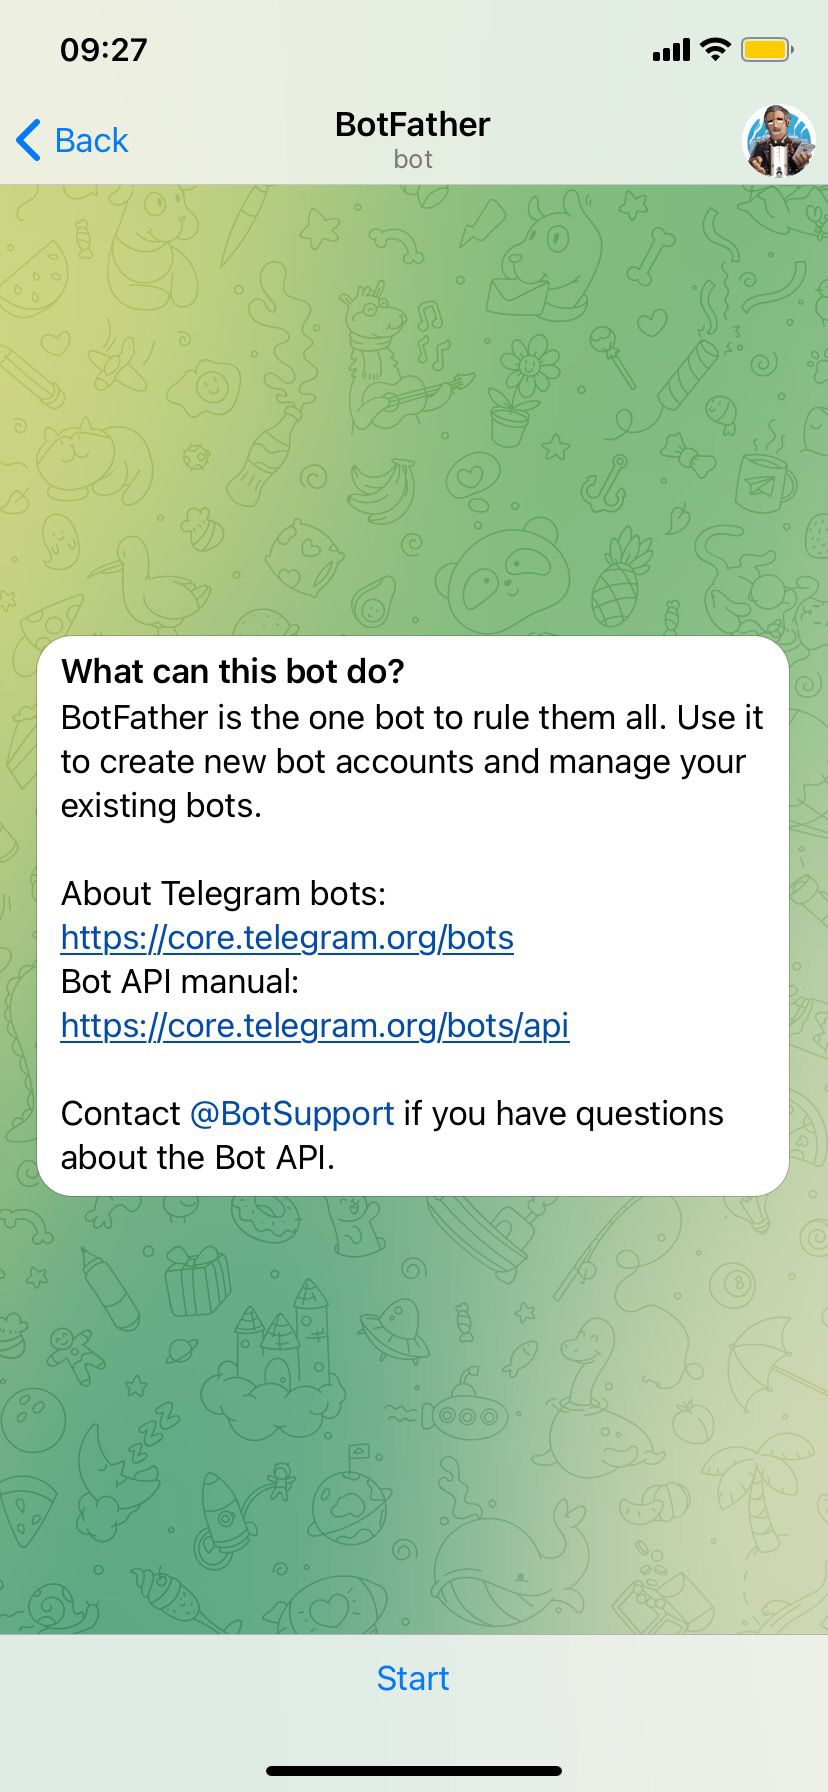 09:27
Back
BotFather
bot
What can this bot do?
BotFather is the one bot to rule them all. Use it
to create new bot accounts and manage your
existing bots.
About Telegram bots:
https://core.telegram.org/bots
Bot API manual:
https://core.telegram.org/bots/api
Contact @BotSupport if you have questions
about the Bot API.
8
Start